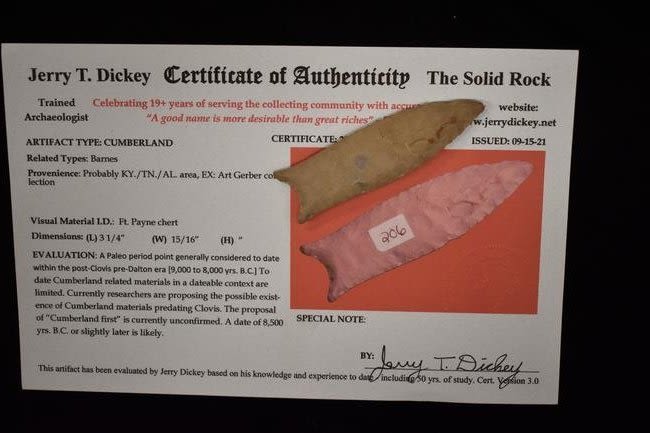 Jerry T. Dickey Certificate of Authenticity The Solid Rock
Trained Archaeologist
Celebrating 19+ years of serving the collecting community with
"A good name is more desirable than great riches"
website:
w.jerrydickey.net
ARTIFACT TYPE: CUMBERLAND
CERTIFICATE:
ISSUED: 09-15-21
Related Types: Barnes
Provenience: Probably KY./TN./AL. area, EX: Art Gerber
lection
206
Visual Material I.D.: Ft. Payne chert
Dimensions: (L) 3 1/4" (W) 15/16" (H) "
EVALUATION: A Paleo period point generally considered to date
within the post-Clovis pre-Dalton era [9,000 to 8,000 yrs. B.C.] To
date Cumberland related materials in a dateable context are
limited. Currently researchers are proposing the possible exist-
ence of Cumberland materials predating Clovis. The proposal
of "Cumberland first" is currently unconfirmed. A date of 8,500
yrs. B.C. or slightly later is likely.
SPECIAL NOTE:
BY: Jerry T. Dickey
This artifact has been evaluated by Jerry Dickey based on his knowledge and experience to date, including 50 yrs. of study. Cert. Version 3.0